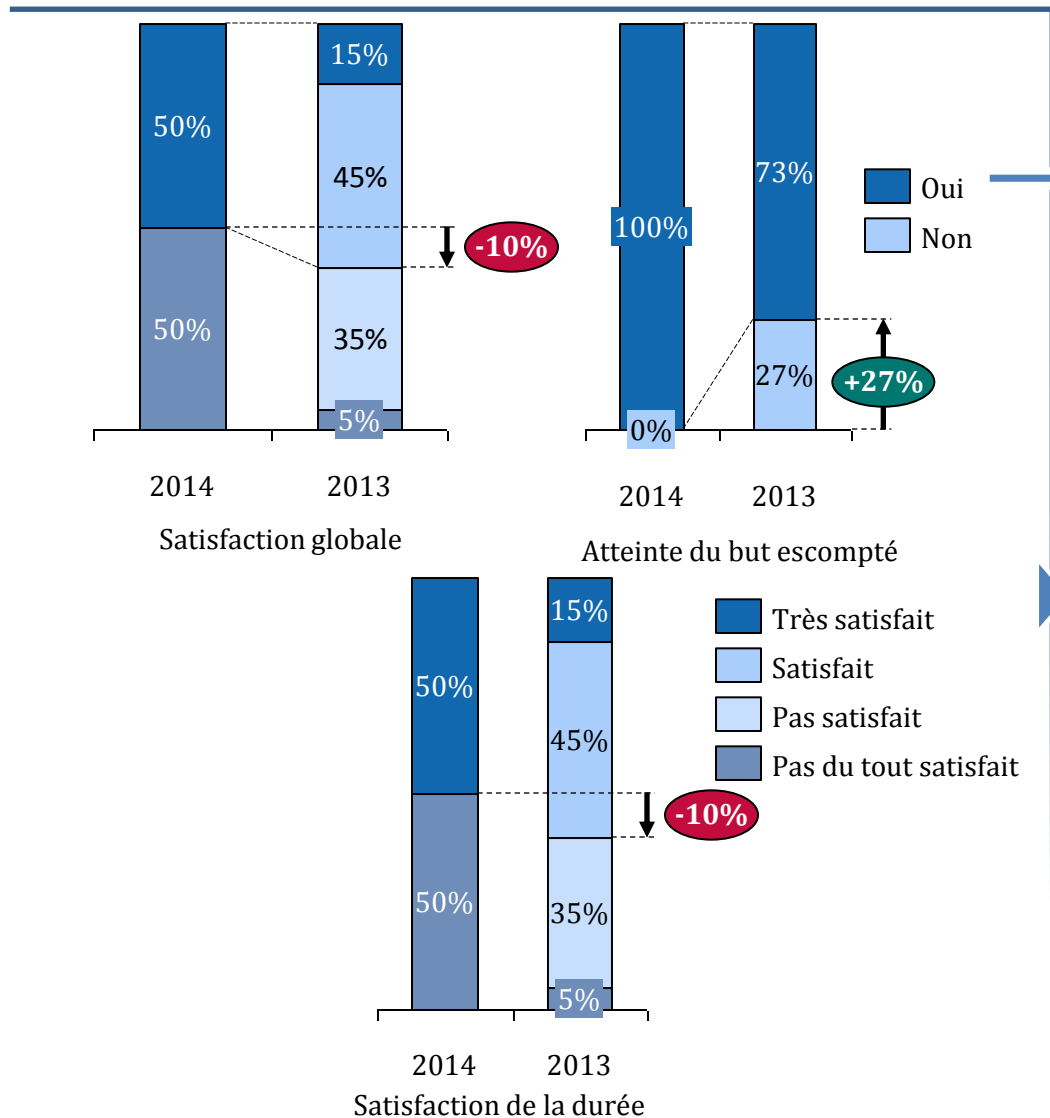 15%
50%
45%
-10%
50%
35%
5%
2014 2013
Satisfaction globale
73%
Oui
Non
100%
27%
+27%
0%
2014 2013
Atteinte du but escompté
15%
50%
45%
-10%
50%
35%
5%
Très satisfait
Satisfait
Pas satisfait
Pas du tout satisfait
2014 2013
Satisfaction de la durée